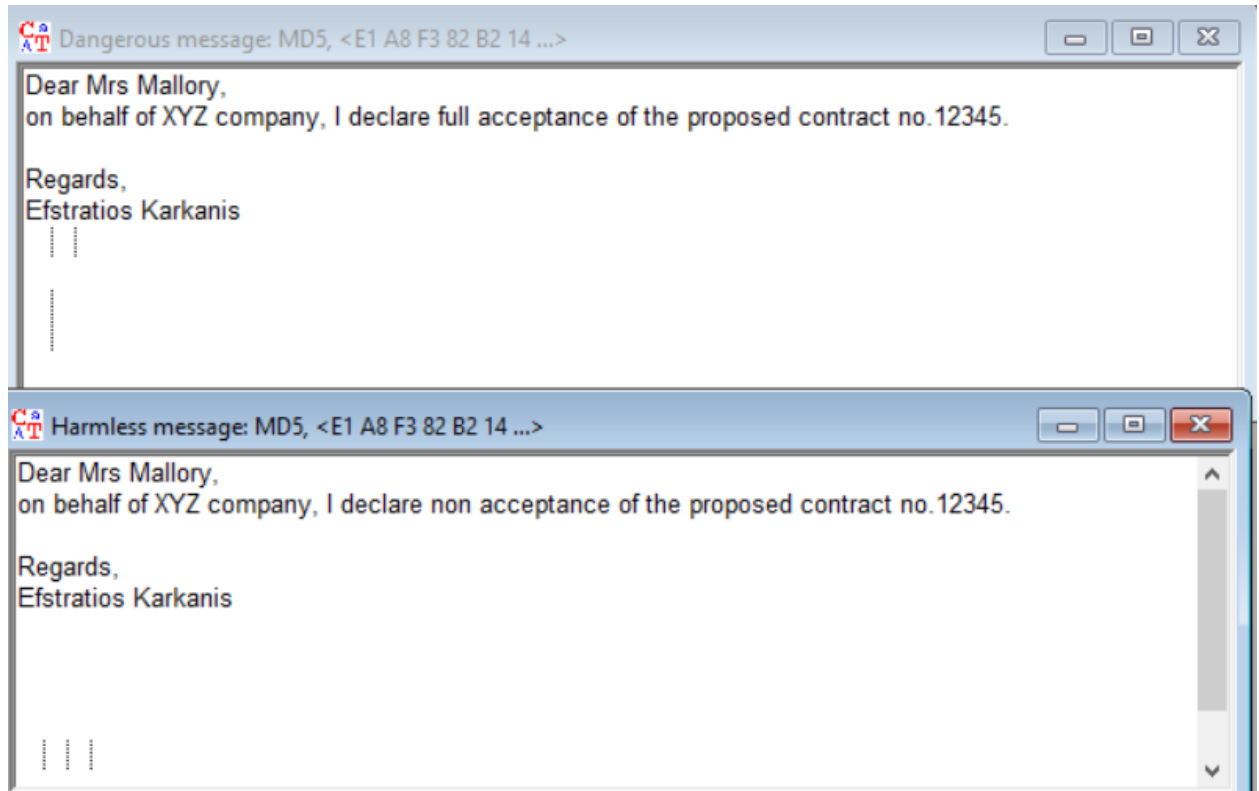 Dangerous message: MD5, <E1 A8 F3 82 B2 14 ...>
Dear Mrs Mallory,
on behalf of XYZ company, I declare full acceptance of the proposed contract no.12345.
Regards,
Efstratios Karkanis
Harmless message: MD5, <E1 A8 F3 82 B2 14 ...>
Dear Mrs Mallory,
on behalf of XYZ company, I declare non acceptance of the proposed contract no.12345.
Regards,
Efstratios Karkanis